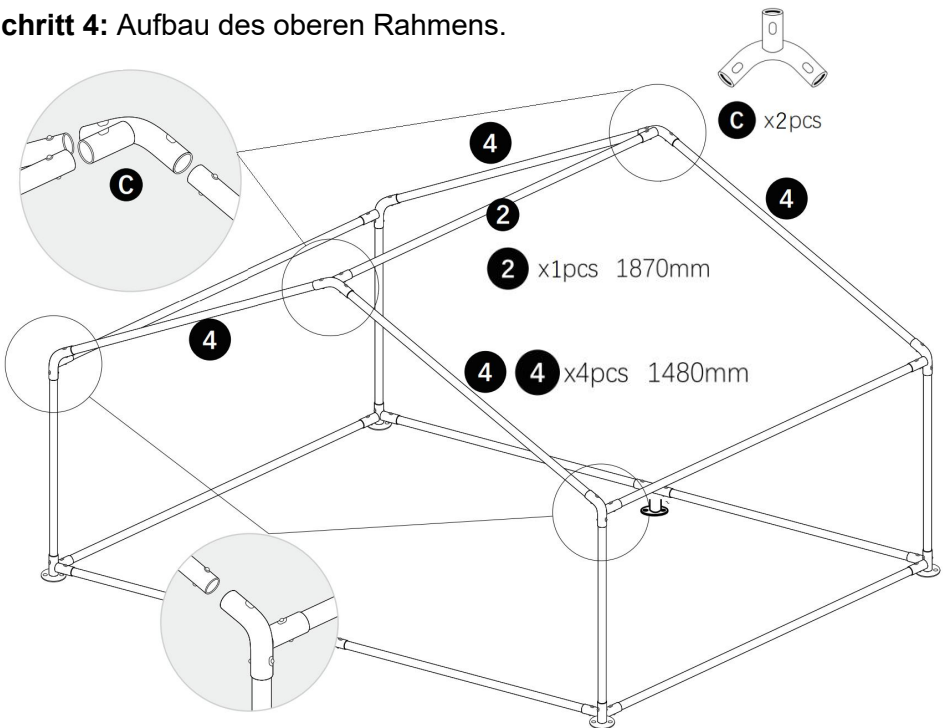 chritt 4: Aufbau des oberen Rahmens.
C x2pcs
C
4
4
2
2 x1pcs 1870mm
4
4 4 x4pcs 1480mm